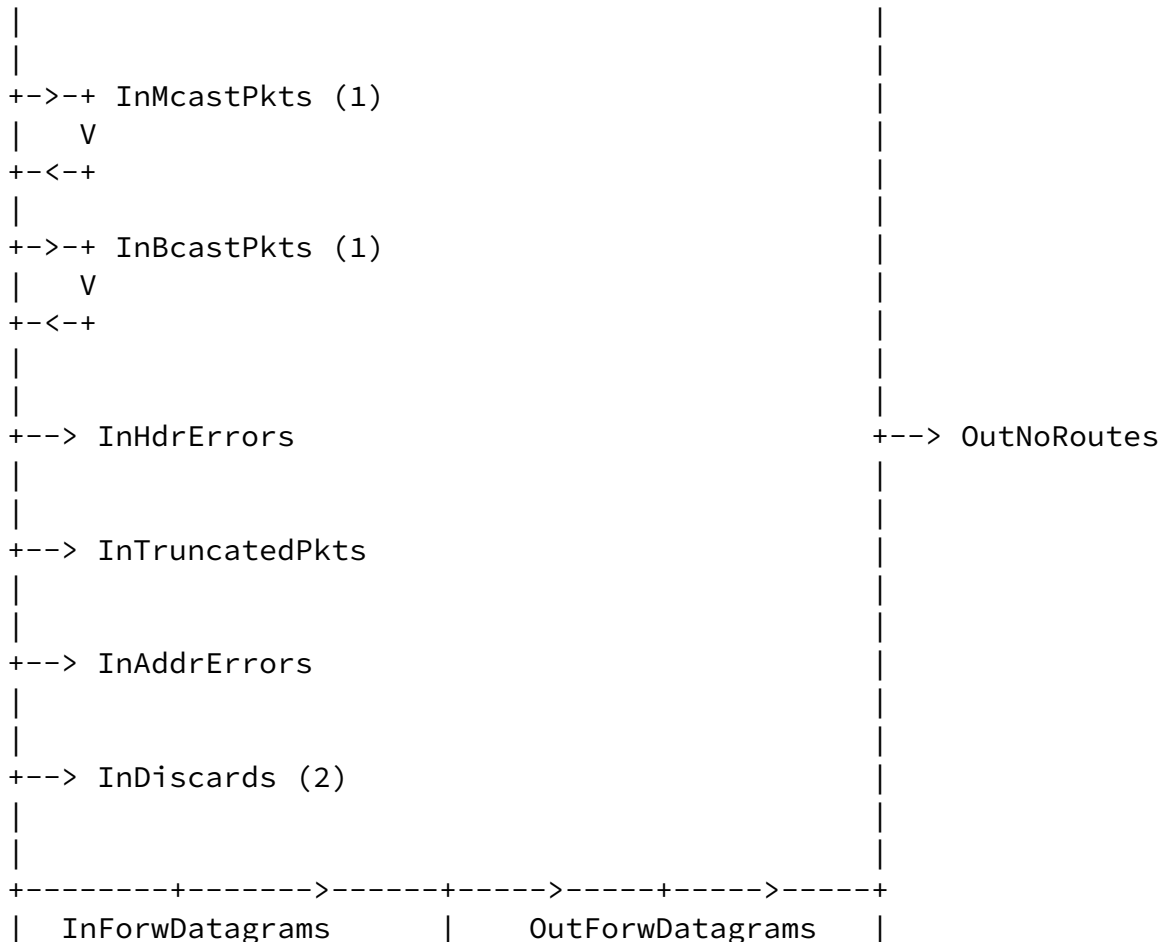 |                                                |
|                                                |
+->-+ InMcastPkts (1)                            |
|   V                                            |
+-<-+                                            |
|                                                |
+->-+ InBcastPkts (1)                            |
|   V                                            |
+-<-+                                            |
|                                                |
|                                                |
+--> InHdrErrors                                 +--> OutNoRoutes
|                                                |
|                                                |
+--> InTruncatedPkts                             |
|                                                |
|                                                |
+--> InAddrErrors                                |
|                                                |
|                                                |
+--> InDiscards (2)                              |
|                                                |
|                                                |
+--------+------->------+----->-----+----->-----+
|  InForwDatagrams      |    OutForwDatagrams   |